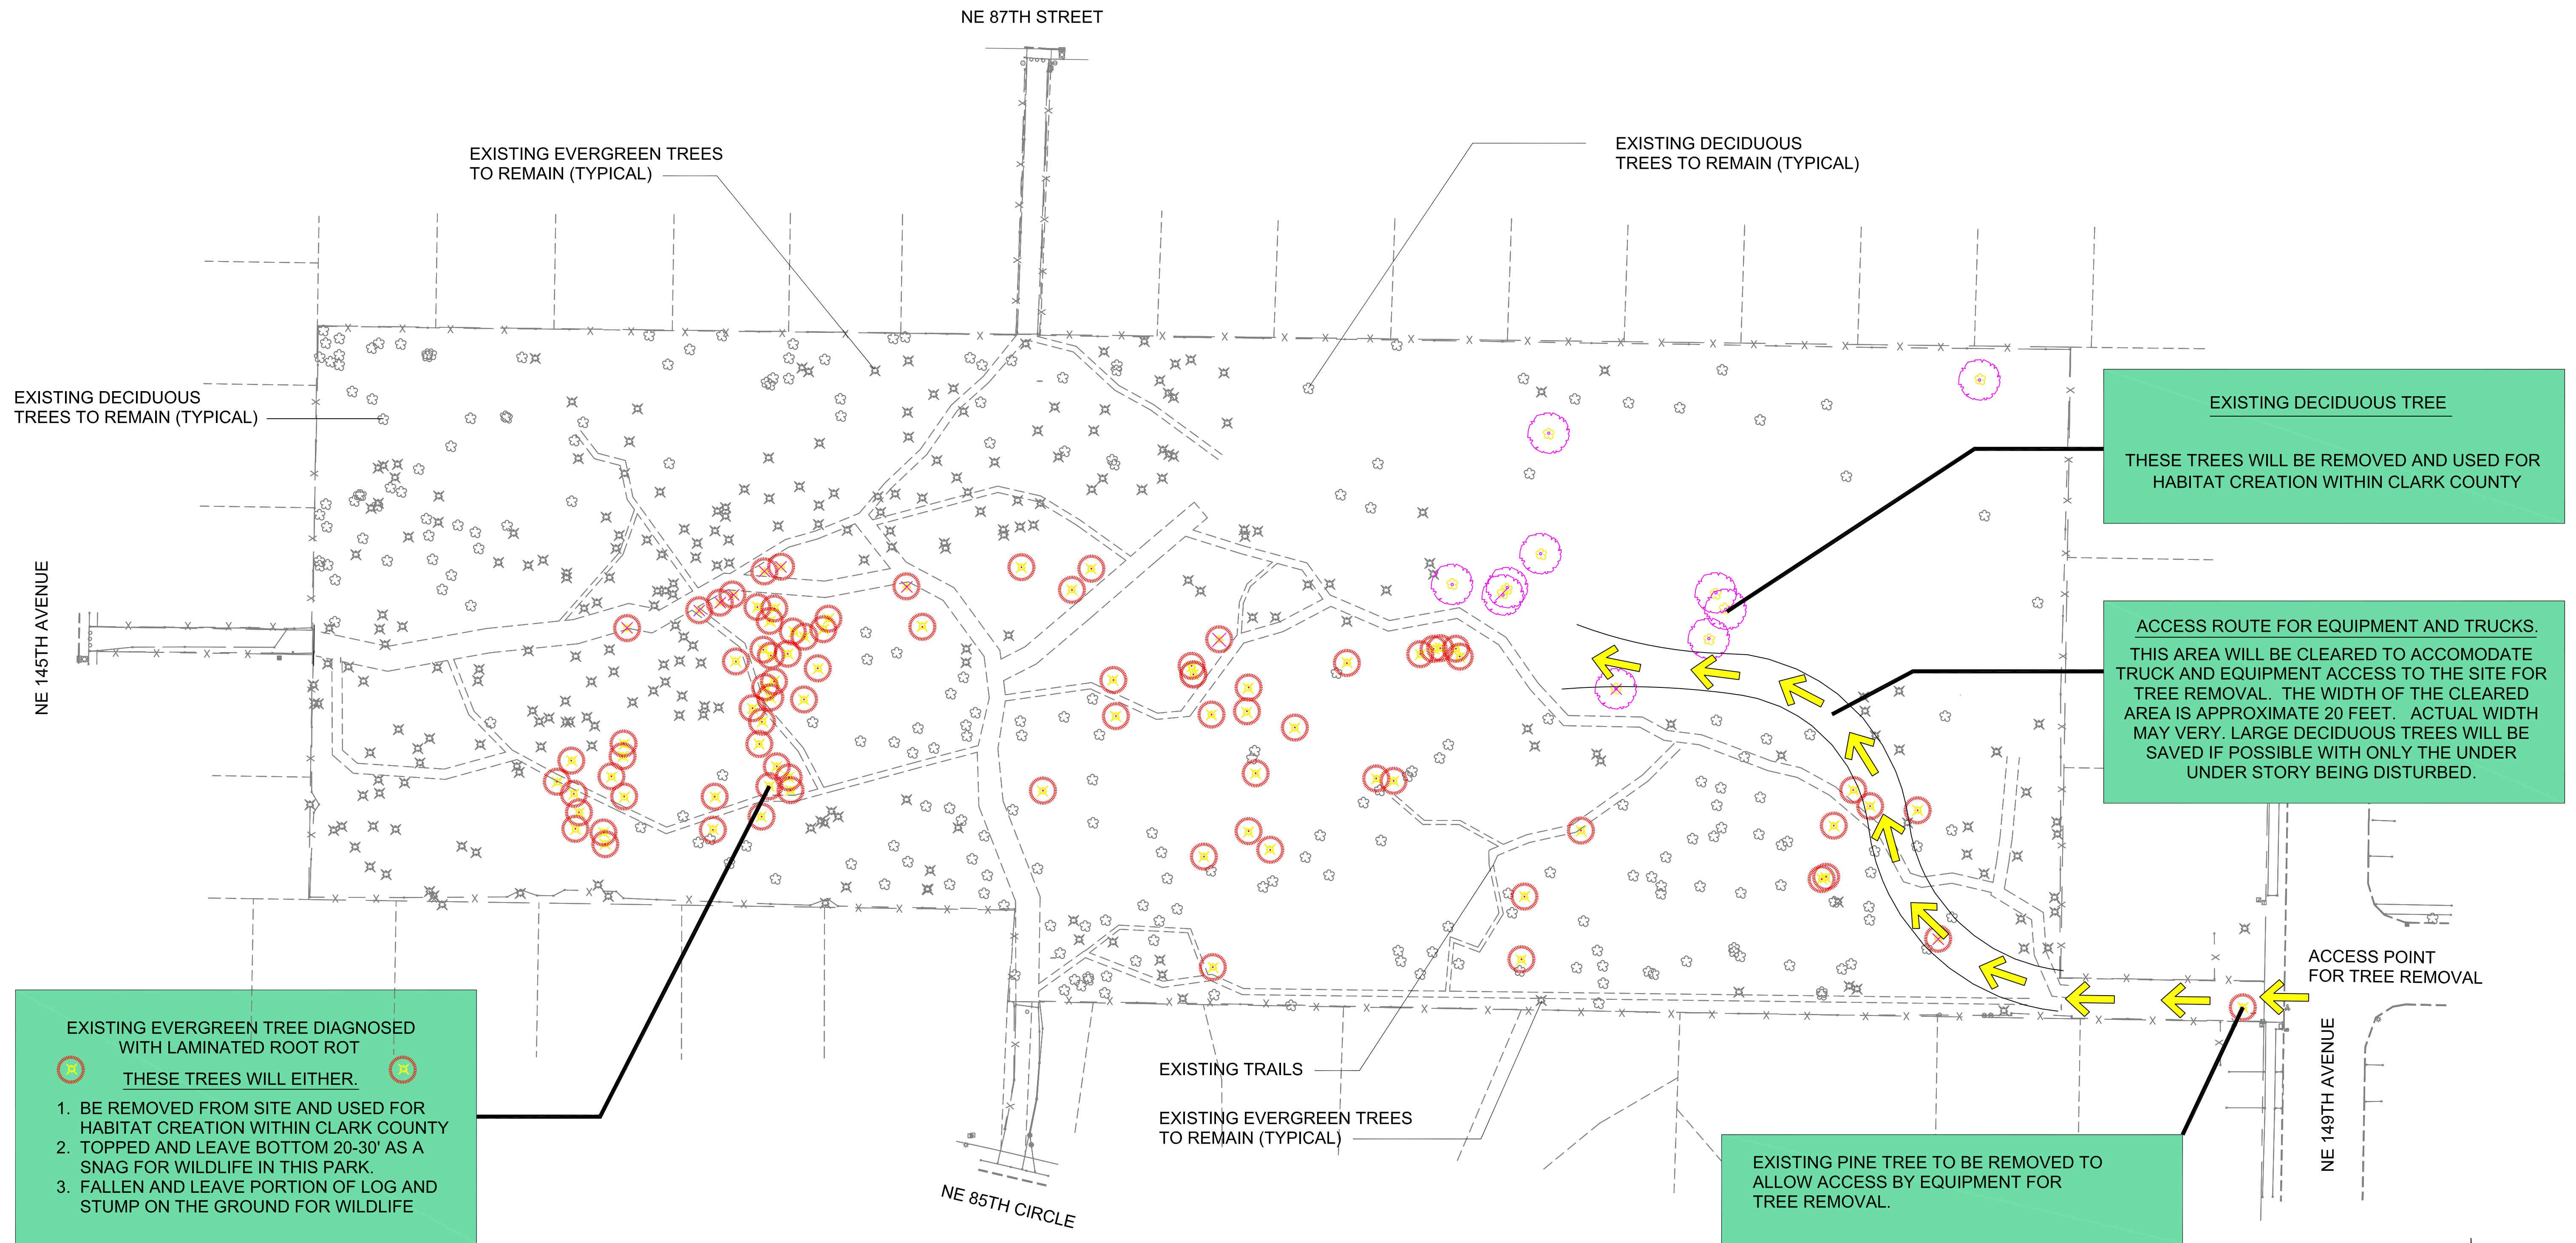 NE 87TH STREET
EXISTING EVERGREEN TREES
TO REMAIN (TYPICAL)
EXISTING DECIDUOUS
TREES TO REMAIN (TYPICAL)
EXISTING DECIDUOUS
TREES TO REMAIN (TYPICAL)
EXISTING DECIDUOUS TREE
THESE TREES WILL BE REMOVED AND USED FOR
HABITAT CREATION WITHIN CLARK COUNTY
NE 145TH AVENUE
ACCESS ROUTE FOR EQUIPMENT AND TRUCKS.
THIS AREA WILL BE CLEARED TO ACCOMODATE
TRUCK AND EQUIPMENT ACCESS TO THE SITE FOR
TREE REMOVAL. THE WIDTH OF THE CLEARED
AREA IS APPROXIMATE 20 FEET. ACTUAL WIDTH
MAY VERY. LARGE DECIDUOUS TREES WILL BE
SAVED IF POSSIBLE WITH ONLY THE UNDER
UNDER STORY BEING DISTURBED.
ACCESS POINT
FOR TREE REMOVAL
EXISTING EVERGREEN TREE DIAGNOSED
WITH LAMINATED ROOT ROT
THESE TREES WILL EITHER.
1. BE REMOVED FROM SITE AND USED FOR
HABITAT CREATION WITHIN CLARK COUNTY
2. TOPPED AND LEAVE BOTTOM 20-30' AS A
SNAG FOR WILDLIFE IN THIS PARK.
3. FALLEN AND LEAVE PORTION OF LOG AND
STUMP ON THE GROUND FOR WILDLIFE
NE 85TH CIRCLE
EXISTING TRAILS
EXISTING EVERGREEN TREES
TO REMAIN (TYPICAL)
EXISTING PINE TREE TO BE REMOVED TO
ALLOW ACCESS BY EQUIPMENT FOR
TREE REMOVAL.
NE 149TH AVENUE